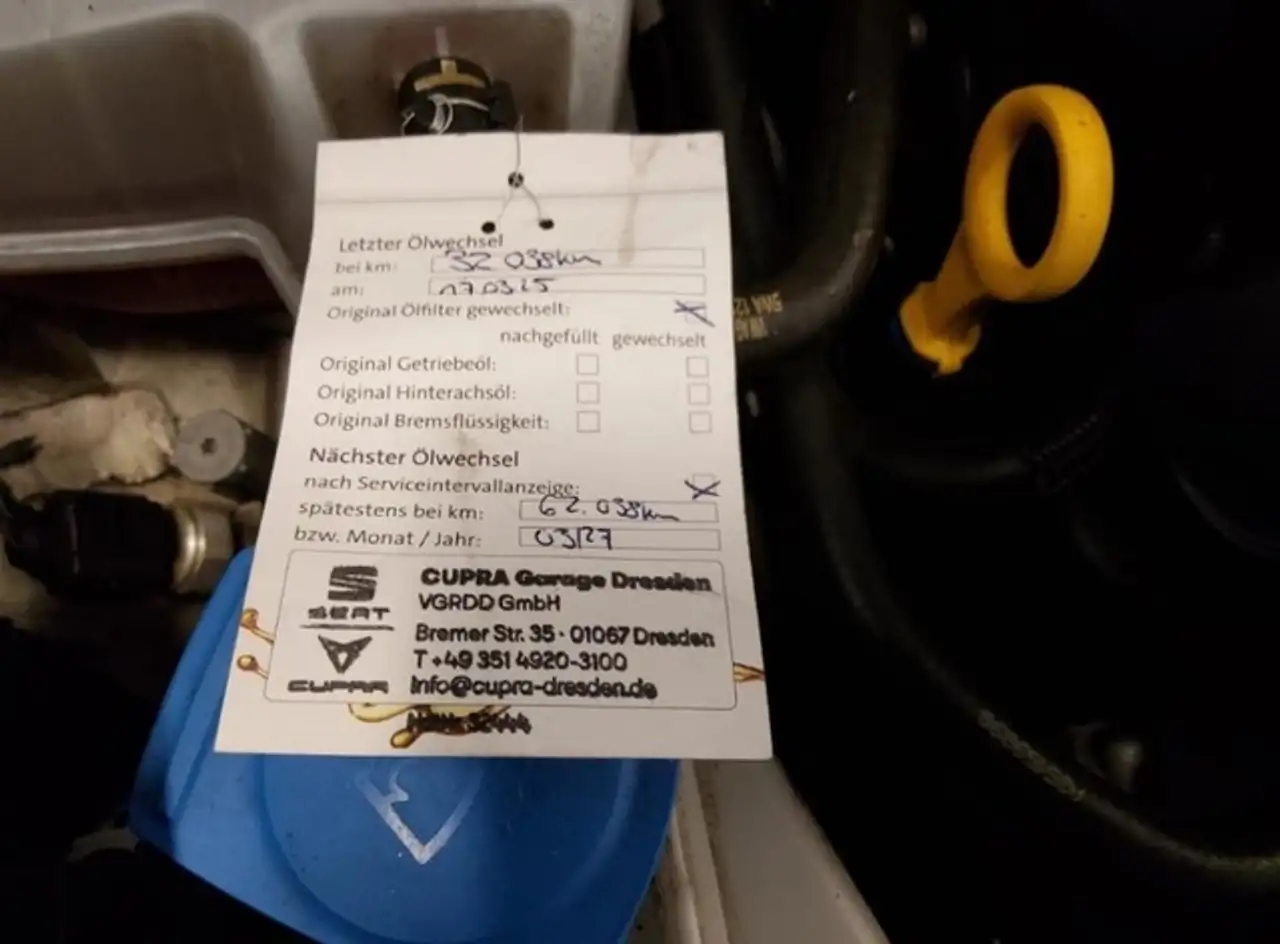 Letzter Ölwechsel
bei km: 32 038km
am: 17.03.25
Original Ölfilter gewechselt:
nachgefüllt gewechselt
Original Getriebeöl:
Original Hinterachsöl:
Original Bremsflüssigkeit:
Nächster Ölwechsel
nach Serviceintervallanzeige:
spätestens bei km: 62.038km
bzw. Monat / Jahr: 03/27
SEAT
CUPRA
CUPRA Garage Dresden
VGRDD GmbH
Bremer Str. 35 · 01067 Dresden
T +49 351 4920-3100
Info@cupra-dresden.de